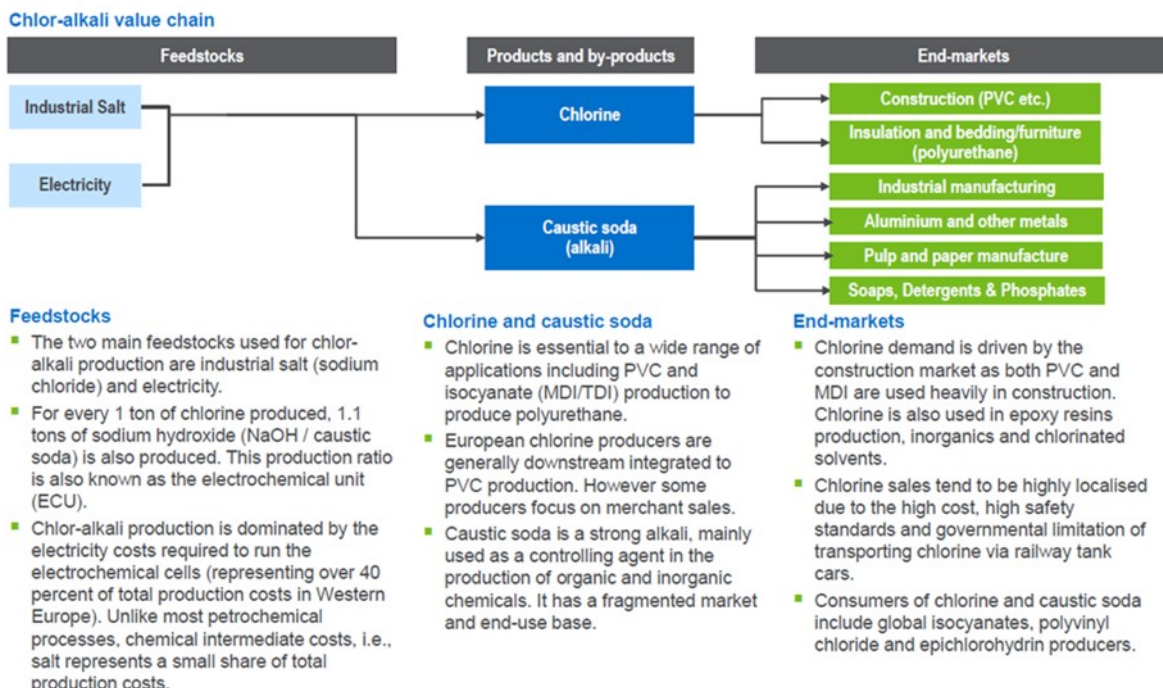 Chlor-alkali value chain
Feedstocks
Products and by-products
End-markets
Industrial Salt
Electricity
Chlorine
Caustic soda
(alkali)
Construction (PVC etc.)
Insulation and bedding/furniture
(polyurethane)
Industrial manufacturing
Aluminium and other metals
Pulp and paper manufacture
Soaps, Detergents & Phosphates
Feedstocks
▪ The two main feedstocks used for chlor-
alkali production are industrial salt (sodium
chloride) and electricity.
▪ For every 1 ton of chlorine produced, 1.1
tons of sodium hydroxide (NaOH / caustic
soda) is also produced. This production ratio
is also known as the electrochemical unit
(ECU).
▪ Chlor-alkali production is dominated by the
electricity costs required to run the
electrochemical cells (representing over 40
percent of total production costs in Western
Europe). Unlike most petrochemical
processes, chemical intermediate costs, i.e.,
salt represents a small share of total
production costs.
Chlorine and caustic soda
▪ Chlorine is essential to a wide range of
applications including PVC and
isocyanate (MDI/TDI) production to
produce polyurethane.
▪ European chlorine producers are
generally downstream integrated to
PVC production. However some
producers focus on merchant sales.
▪ Caustic soda is a strong alkali, mainly
used as a controlling agent in the
production of organic and inorganic
chemicals. It has a fragmented market
and end-use base.
End-markets
▪ Chlorine demand is driven by the
construction market as both PVC and
MDI are used heavily in construction.
Chlorine is also used in epoxy resins
production, inorganics and chlorinated
solvents.
▪ Chlorine sales tend to be highly localised
due to the high cost, high safety
standards and governmental limitation of
transporting chlorine via railway tank
cars.
▪ Consumers of chlorine and caustic soda
include global isocyanates, polyvinyl
chloride and epichlorohydrin producers.